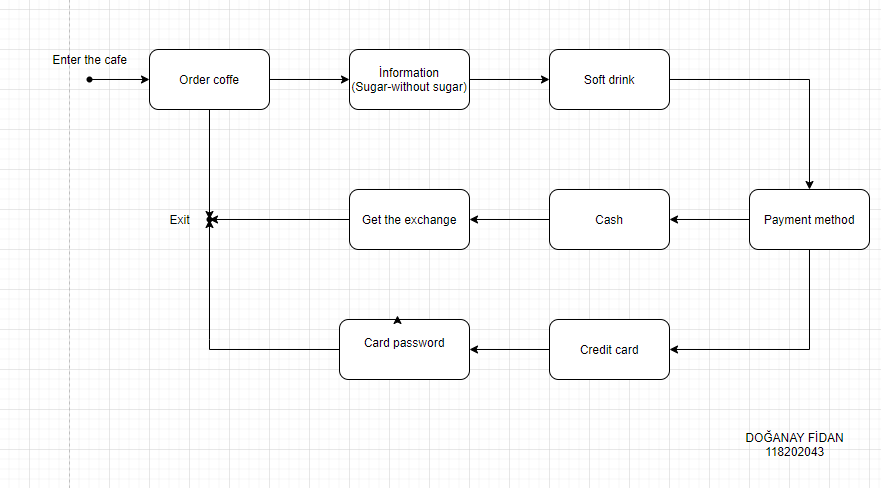 Enter the cafe
Order coffe
İnformation
(Sugar-without sugar)
Soft drink
Exit
Get the exchange
Cash
Payment method
Card password
Credit card
DOĞANAY FİDAN
118202043